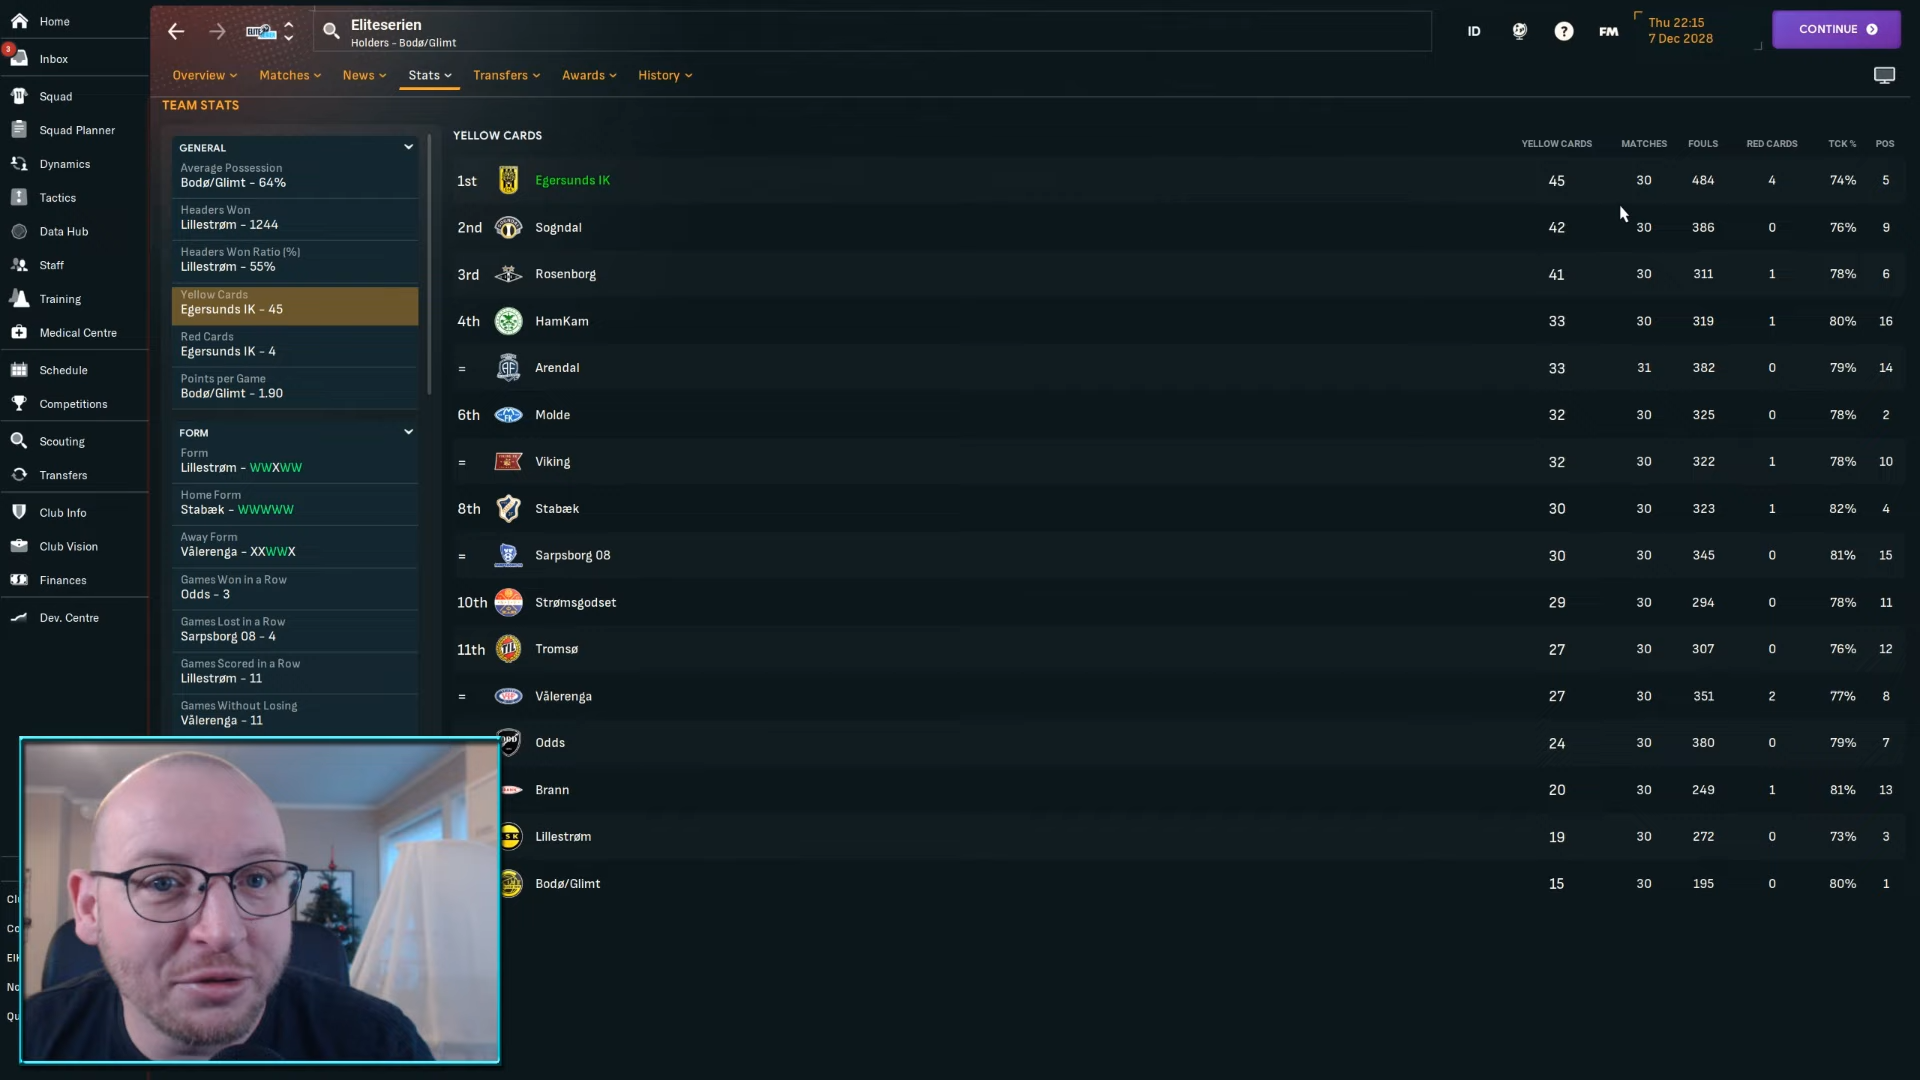 Home
3
Inbox
Squad
Squad Planner
Dynamics
Tactics
Data Hub
Staff
Training
Medical Centre
Schedule
Competitions
Scouting
Transfers
Club Info
Club Vision
Finances
Dev. Centre
Eliteserien
Holders - Bodø/Glimt
ID
FM
Thu 22:15
7 Dec 2028
CONTINUE
Overview Matches News Stats Transfers Awards History
TEAM STATS
GENERAL
Average Possession
Bodø/Glimt - 64%
Headers Won
Lillestrøm - 1244
Headers Won Ratio (%)
Lillestrøm - 55%
Yellow Cards
Egersunds IK - 45
Red Cards
Egersunds IK - 4
Points per Game
Bodø/Glimt - 1.90
FORM
Form
Lillestrøm - WWXWW
Home Form
Stabæk - WWWWW
Away Form
Vålerenga - XXWWX
Games Won in a Row
Odds - 3
Games Lost in a Row
Sarpsborg 08 - 4
Games Scored in a Row
Lillestrøm - 11
Games Without Losing
Vålerenga - 11
YELLOW CARDS
YELLOW CARDS MATCHES FOULS RED CARDS TCK % POS
1st Egersunds IK 45 30 484 4 74% 5
2nd Sogndal 42 30 386 0 76% 9
3rd Rosenborg 41 30 311 1 78% 6
4th HamKam 33 30 319 1 80% 16
= Arendal 33 31 382 0 79% 14
6th Molde 32 30 325 0 78% 2
= Viking 32 30 322 1 78% 10
8th Stabæk 30 30 323 1 82% 4
= Sarpsborg 08 30 30 345 0 81% 15
10th Strømsgodset 29 30 294 0 78% 11
11th Tromsø 27 30 307 0 76% 12
= Vålerenga 27 30 351 2 77% 8
Odds 24 30 380 0 79% 7
Brann 20 30 249 1 81% 13
Lillestrøm 19 30 272 0 73% 3
Bodø/Glimt 15 30 195 0 80% 1